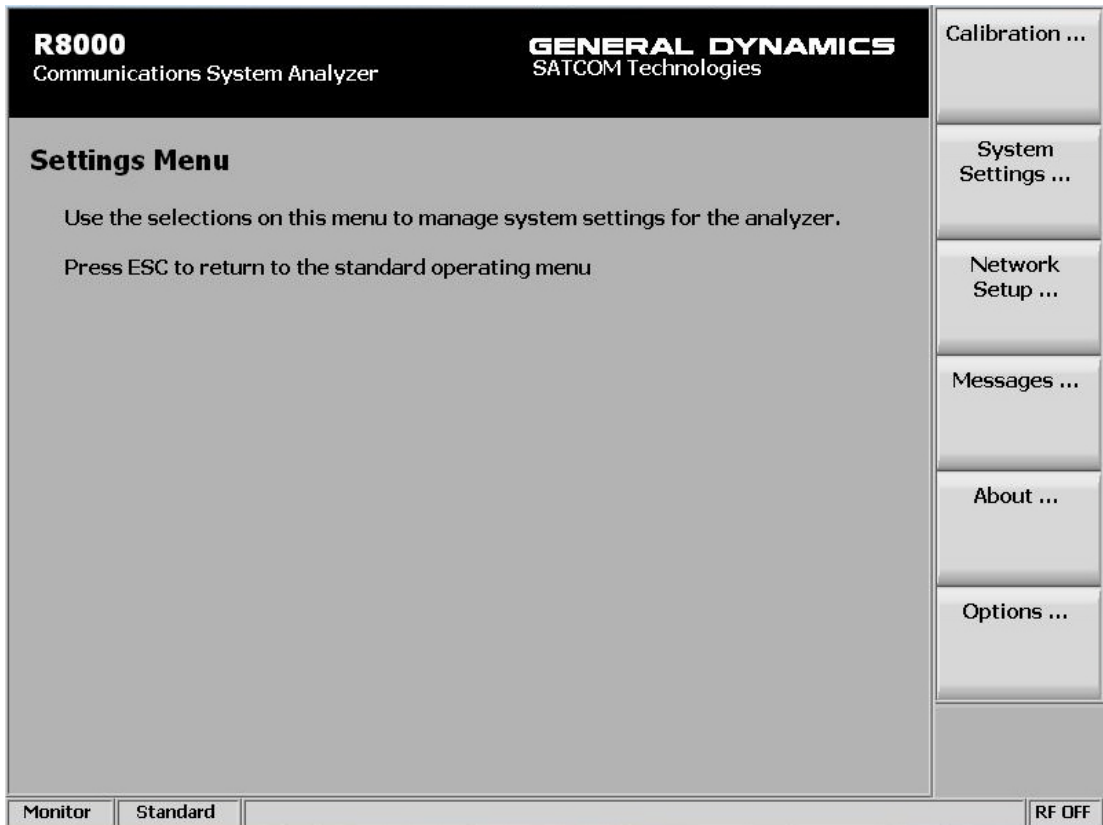 R8000
Communications System Analyzer
GENERAL DYNAMICS
SATCOM Technologies
Settings Menu
Use the selections on this menu to manage system settings for the analyzer.
Press ESC to return to the standard operating menu
Calibration ...
System
Settings ...
Network
Setup ...
Messages ...
About ...
Options ...
Monitor
Standard
RF OFF